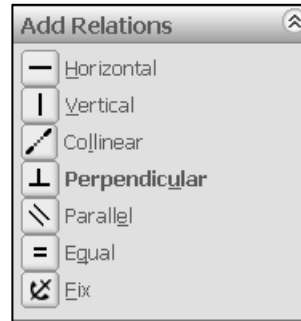 Add Relations
Horizontal
Vertical
Collinear
Perpendicular
Parallel
Equal
Fix